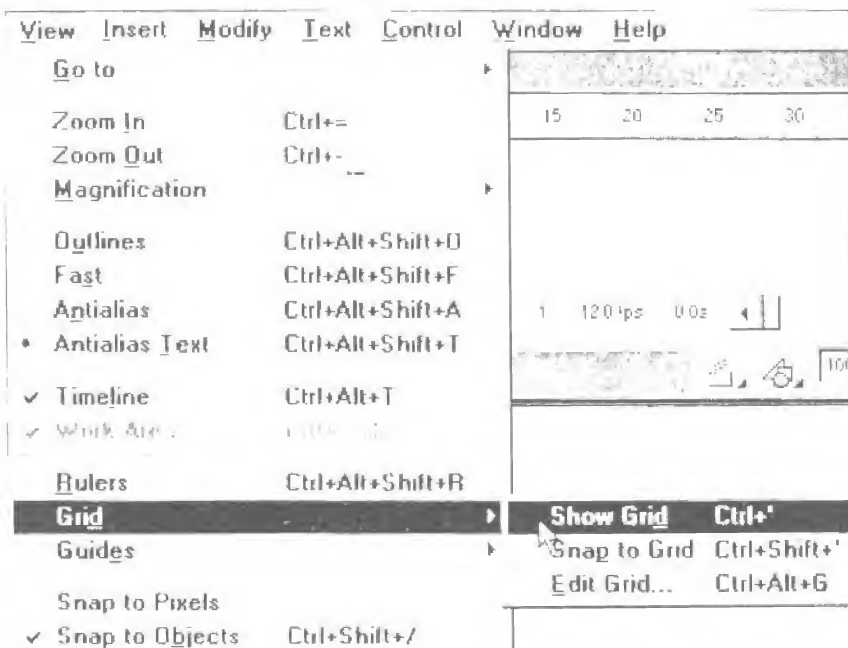 View Insert Modify Text Control Window Help
Go to
Zoom In Ctrl+=
Zoom Out Ctrl+-
Magnification
Outlines Ctrl+Alt+Shift+O
Fast Ctrl+Alt+Shift+F
Antialias Ctrl+Alt+Shift+A
Antialias Text Ctrl+Alt+Shift+T
Timeline Ctrl+Alt+T
Work Area
Rulers Ctrl+Alt+Shift+R
Grid
Guides
Snap to Pixels
Snap to Objects Ctrl+Shift+/
15 20 25 30
1 12.0 fps 0.0s
100
Show Grid Ctrl+'
Snap to Grid Ctrl+Shift+'
Edit Grid... Ctrl+Alt+G